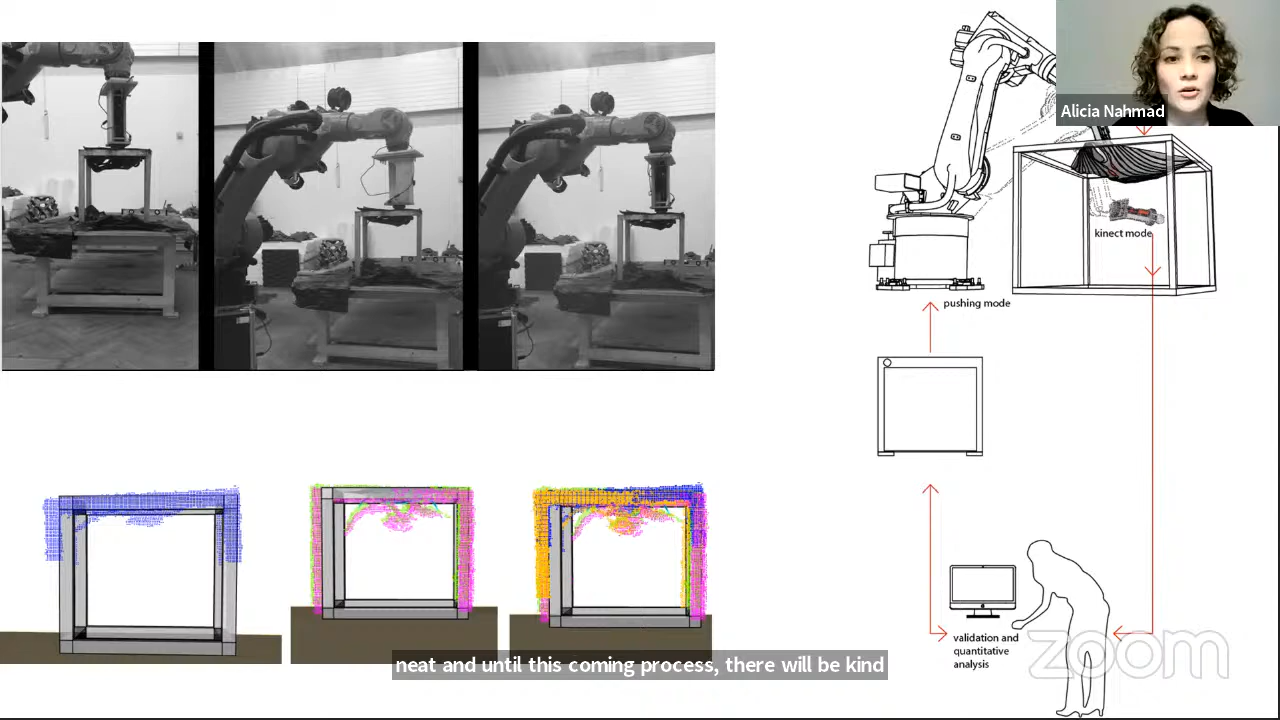 Alicia Nahmad
kinect mode
pushing mode
validation and
quantitative
analysis
zoom
neat and until this coming process, there will be kind